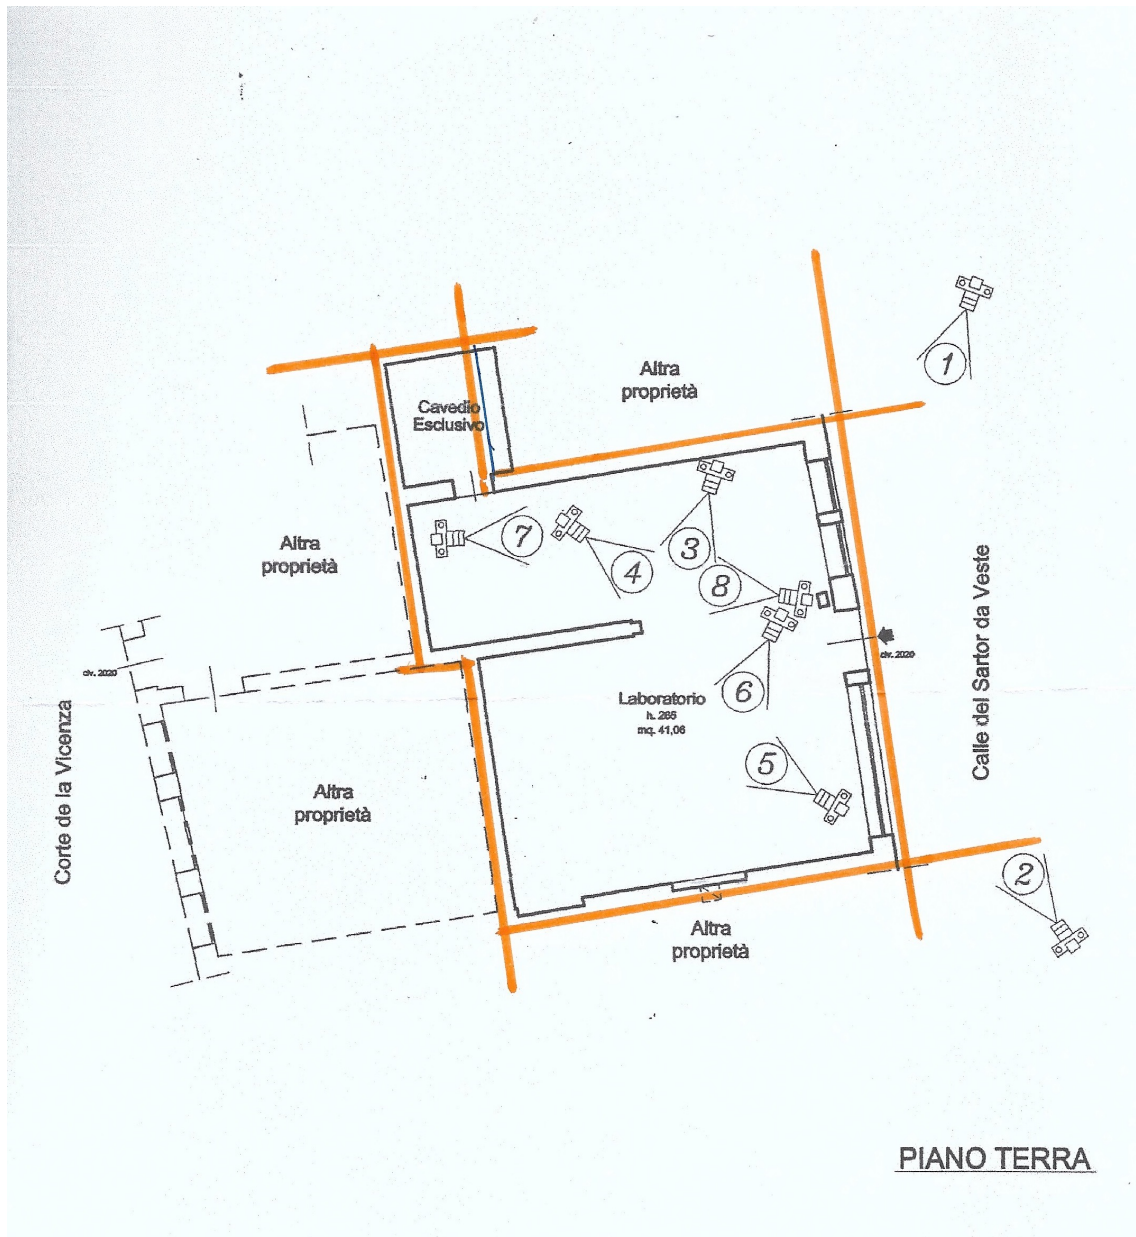 1
Altra
proprietà
Cavedio
Esclusivo
7
4
3
8
Altra
proprietà
Calle del Sartor da Veste
civ. 2020
civ. 2020
6
Laboratorio
h. 265
mq. 41,06
Corte de la Vicenza
5
Altra
proprietà
2
Altra
proprietà
PIANO TERRA